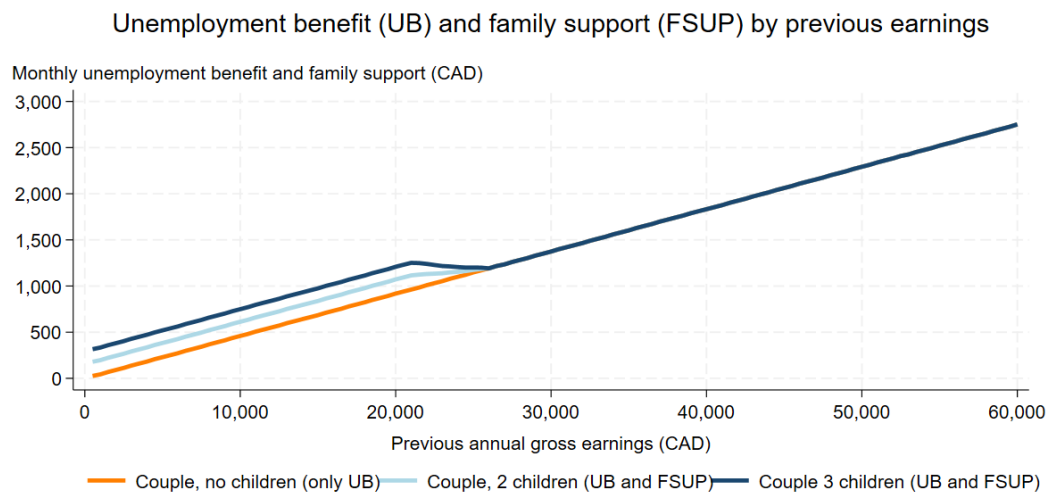 Unemployment benefit (UB) and family support (FSUP) by previous earnings
Monthly unemployment benefit and family support (CAD)
3,000
2,500
2,000
1,500
1,000
500
0
0 10,000 20,000 30,000 40,000 50,000 60,000
Previous annual gross earnings (CAD)
Couple, no children (only UB) Couple, 2 children (UB and FSUP) Couple 3 children (UB and FSUP)